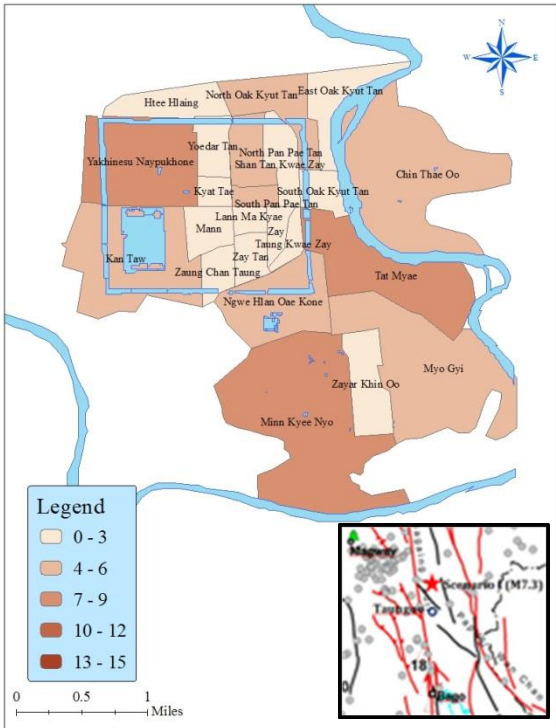 N
W E
S
Htee Hlaing
North Oak Kyut Tan
East Oak Kyut Tan
Yoedar Tan
North Pan Pae Tan
Yakhinesu Naypukhone
Shan Tan Kwae Zay
Chin Thae Oo
Kyat Tae
South Oak Kyut Tan
South Pan Pae Tan
Lann Ma Kyae
Mann
Zay
Taung Kwae Zay
Kan Taw
Zay Tan
Zaung Chan Taung
Tat Myae
Ngwe Hlan Oae Kone
Myo Gyi
Zayar Khin Oo
Minn Kyee Nyo
Legend
0 - 3
4 - 6
7 - 9
10 - 12
13 - 15
0 0.5 1
Miles
Magway
Scenario I (M7.3)
Taungoo
18
Bago